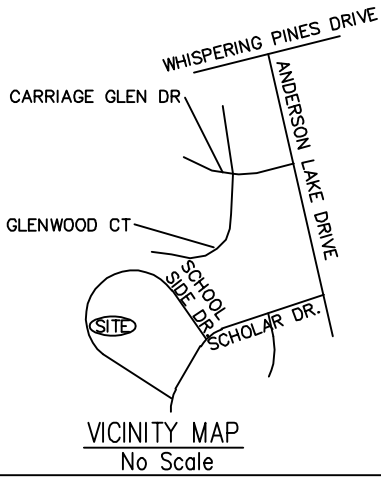 WHISPERING PINES DRIVE
CARRIAGE GLEN DR
ANDERSON LAKE DRIVE
GLENWOOD CT
SCHOOL
SIDE DR.
SITE
SCHOLAR DR.
VICINITY MAP
No Scale